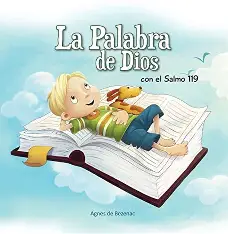 La Palabra
de Dios
con el Salmo 119
Agnes de Bezenac